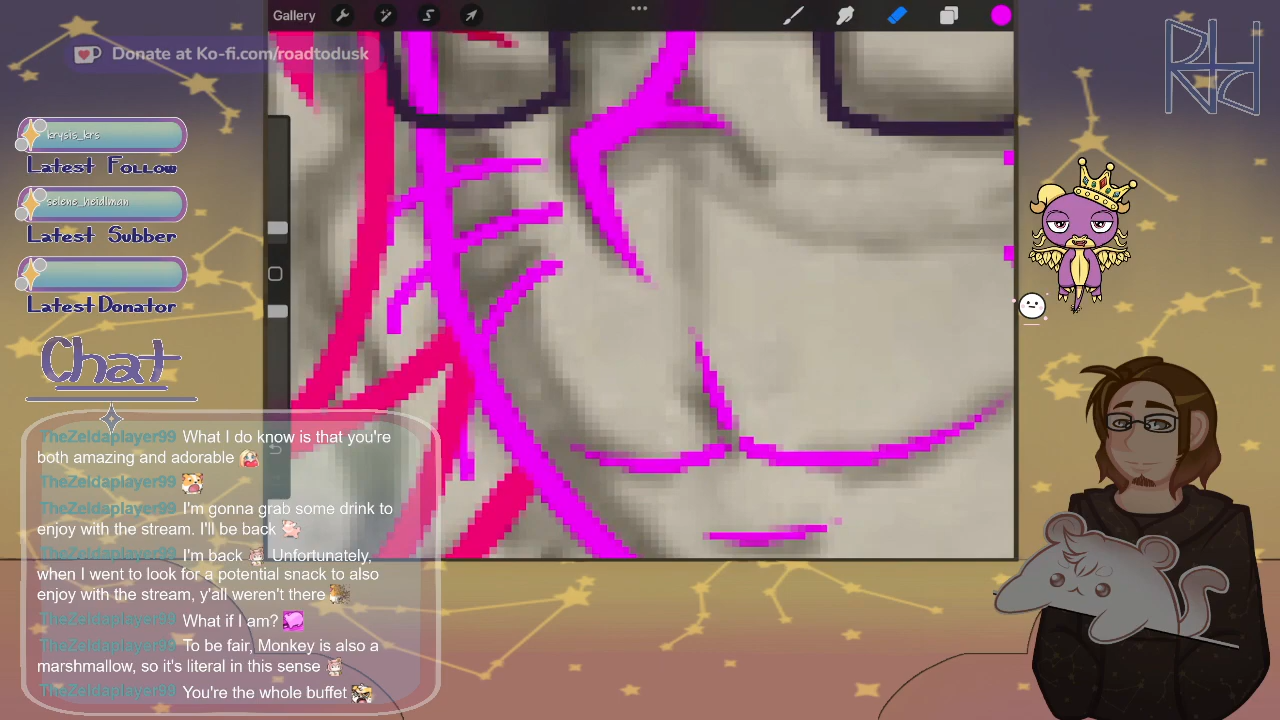 Gallery
Donate at Ko-fi.com/roadtodusk
krysis_krs
Latest Follow
selene_heidlman
Latest Subber
Latest Donator
Chat
TheZeldaplayer99 What I do know is that you're
both amazing and adorable
TheZeldaplayer99
TheZeldaplayer99 I'm gonna grab some drink to
enjoy with the stream. I'll be back
TheZeldaplayer99 I'm back Unfortunately,
when I went to look for a potential snack to also
enjoy with the stream, y'all weren't there
TheZeldaplayer99 What if I am?
TheZeldaplayer99 To be fair, Monkey is also a
marshmallow, so it's literal in this sense
TheZeldaplayer99 You're the whole buffet